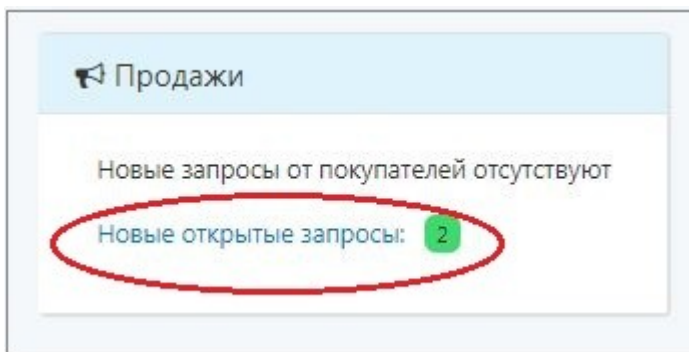 Продажи
Новые запросы от покупателей отсутствуют
Новые открытые запросы: 2